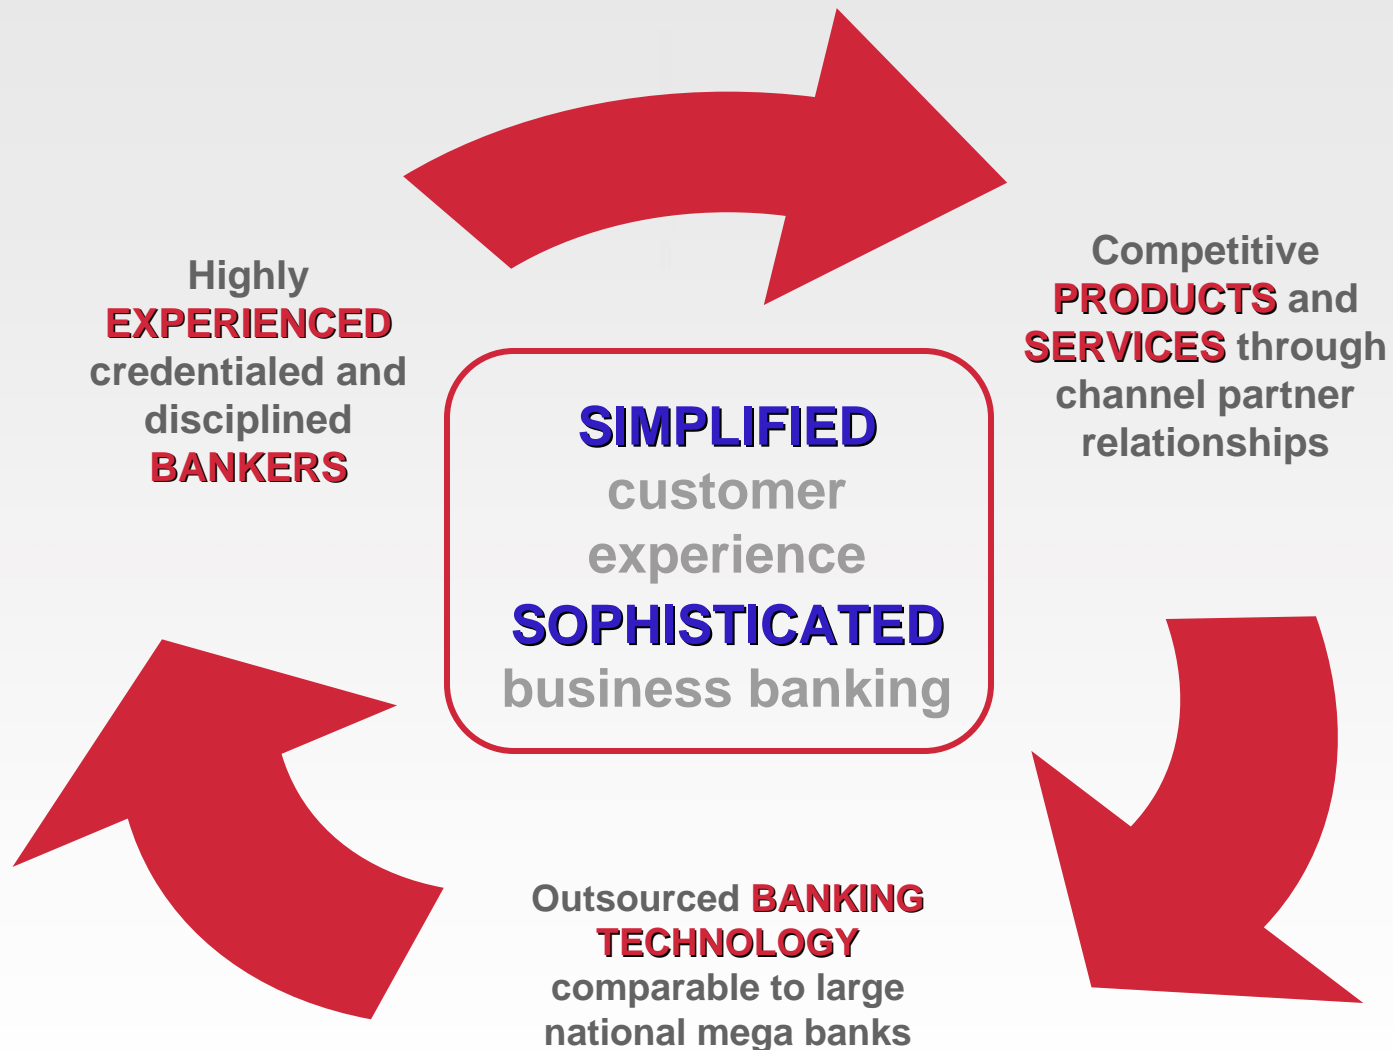 Highly
EXPERIENCED
credentialed and
disciplined
BANKERS
Competitive
PRODUCTS and
SERVICES through
channel partner
relationships
SIMPLIFIED
customer
experience
SOPHISTICATED
business banking
Outsourced BANKING
TECHNOLOGY
comparable to large
national mega banks